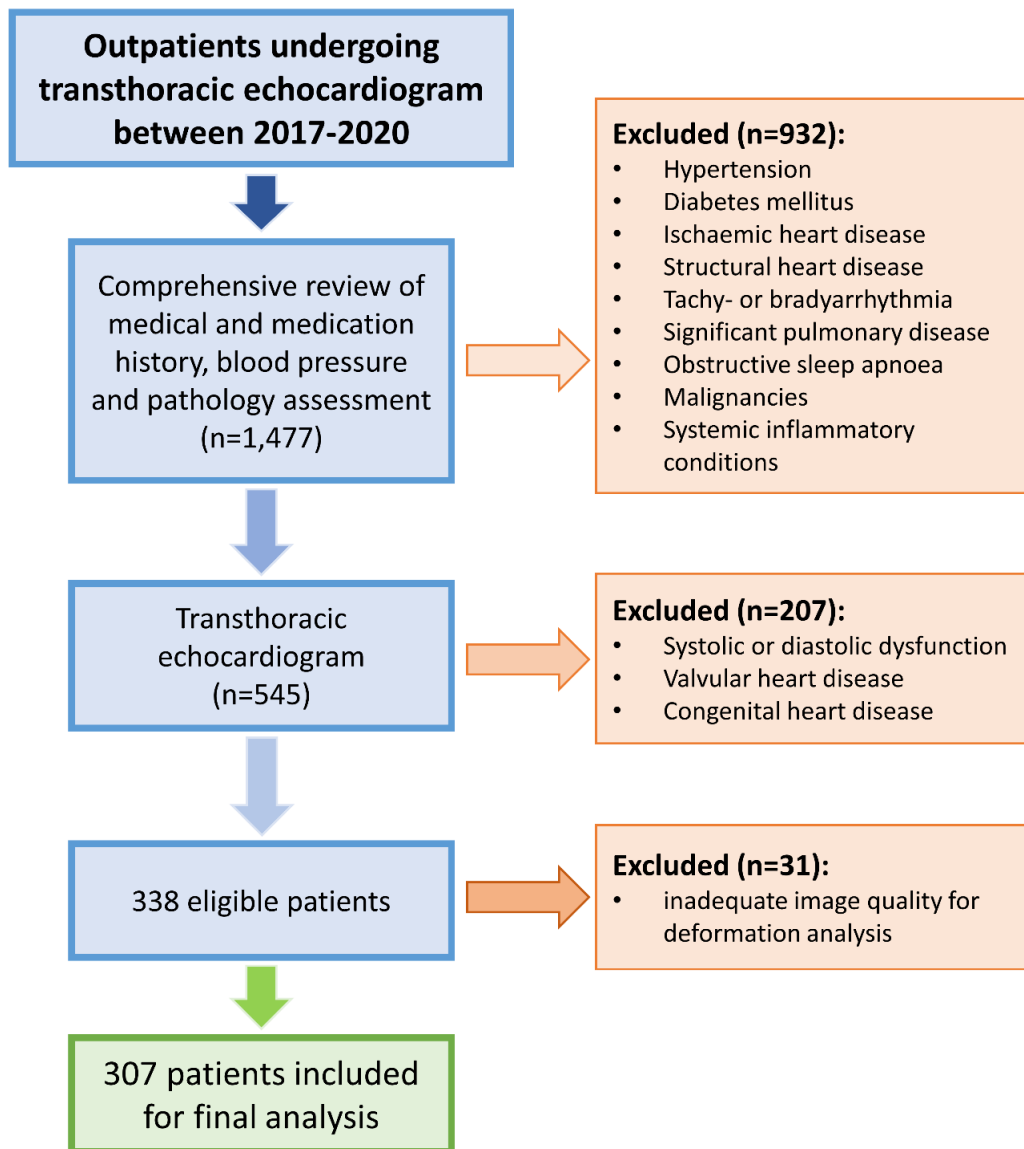 Outpatients undergoing
transthoracic echocardiogram
between 2017-2020
Comprehensive review of
medical and medication
history, blood pressure
and pathology assessment
(n=1,477)
Excluded (n=932):
• Hypertension
• Diabetes mellitus
• Ischaemic heart disease
• Structural heart disease
• Tachy- or bradyarrhythmia
• Significant pulmonary disease
• Obstructive sleep apnoea
• Malignancies
• Systemic inflammatory
conditions
Transthoracic
echocardiogram
(n=545)
Excluded (n=207):
• Systolic or diastolic dysfunction
• Valvular heart disease
• Congenital heart disease
338 eligible patients
Excluded (n=31):
• inadequate image quality for
deformation analysis
307 patients included
for final analysis